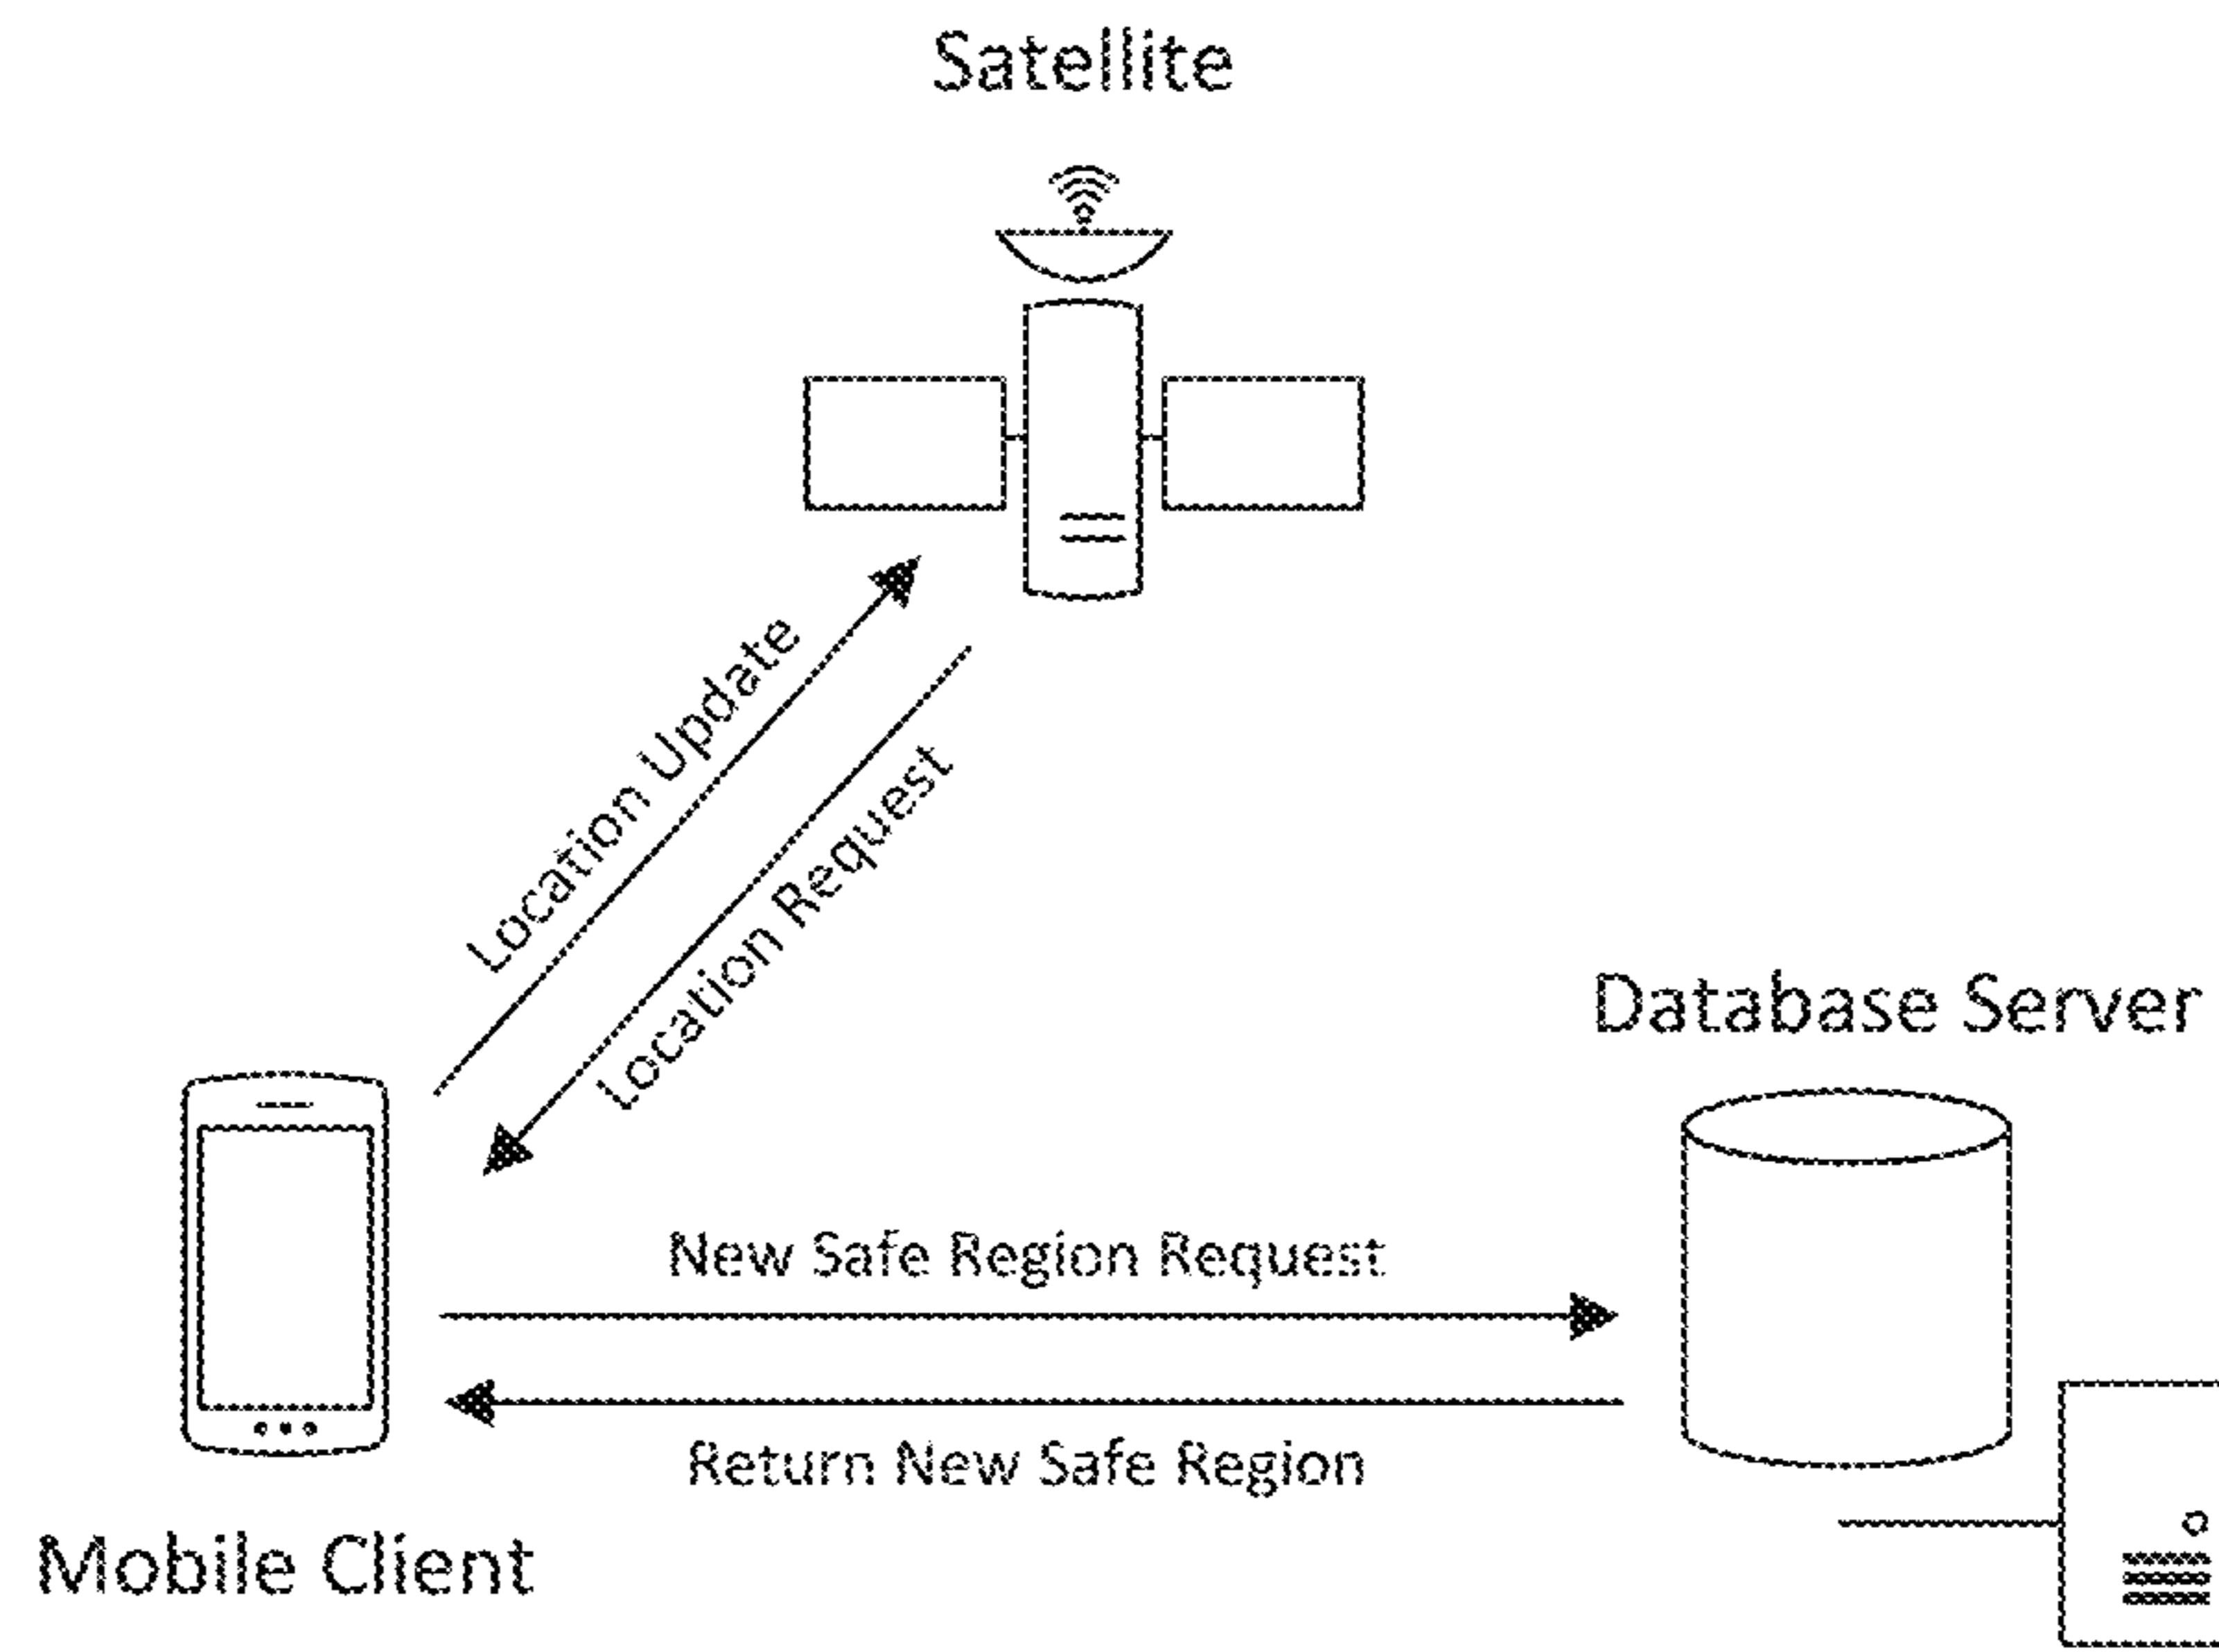 Satellite
Location Update
Location Request
Database Server
New Safe Region Request
Return New Safe Region
Mobile Client